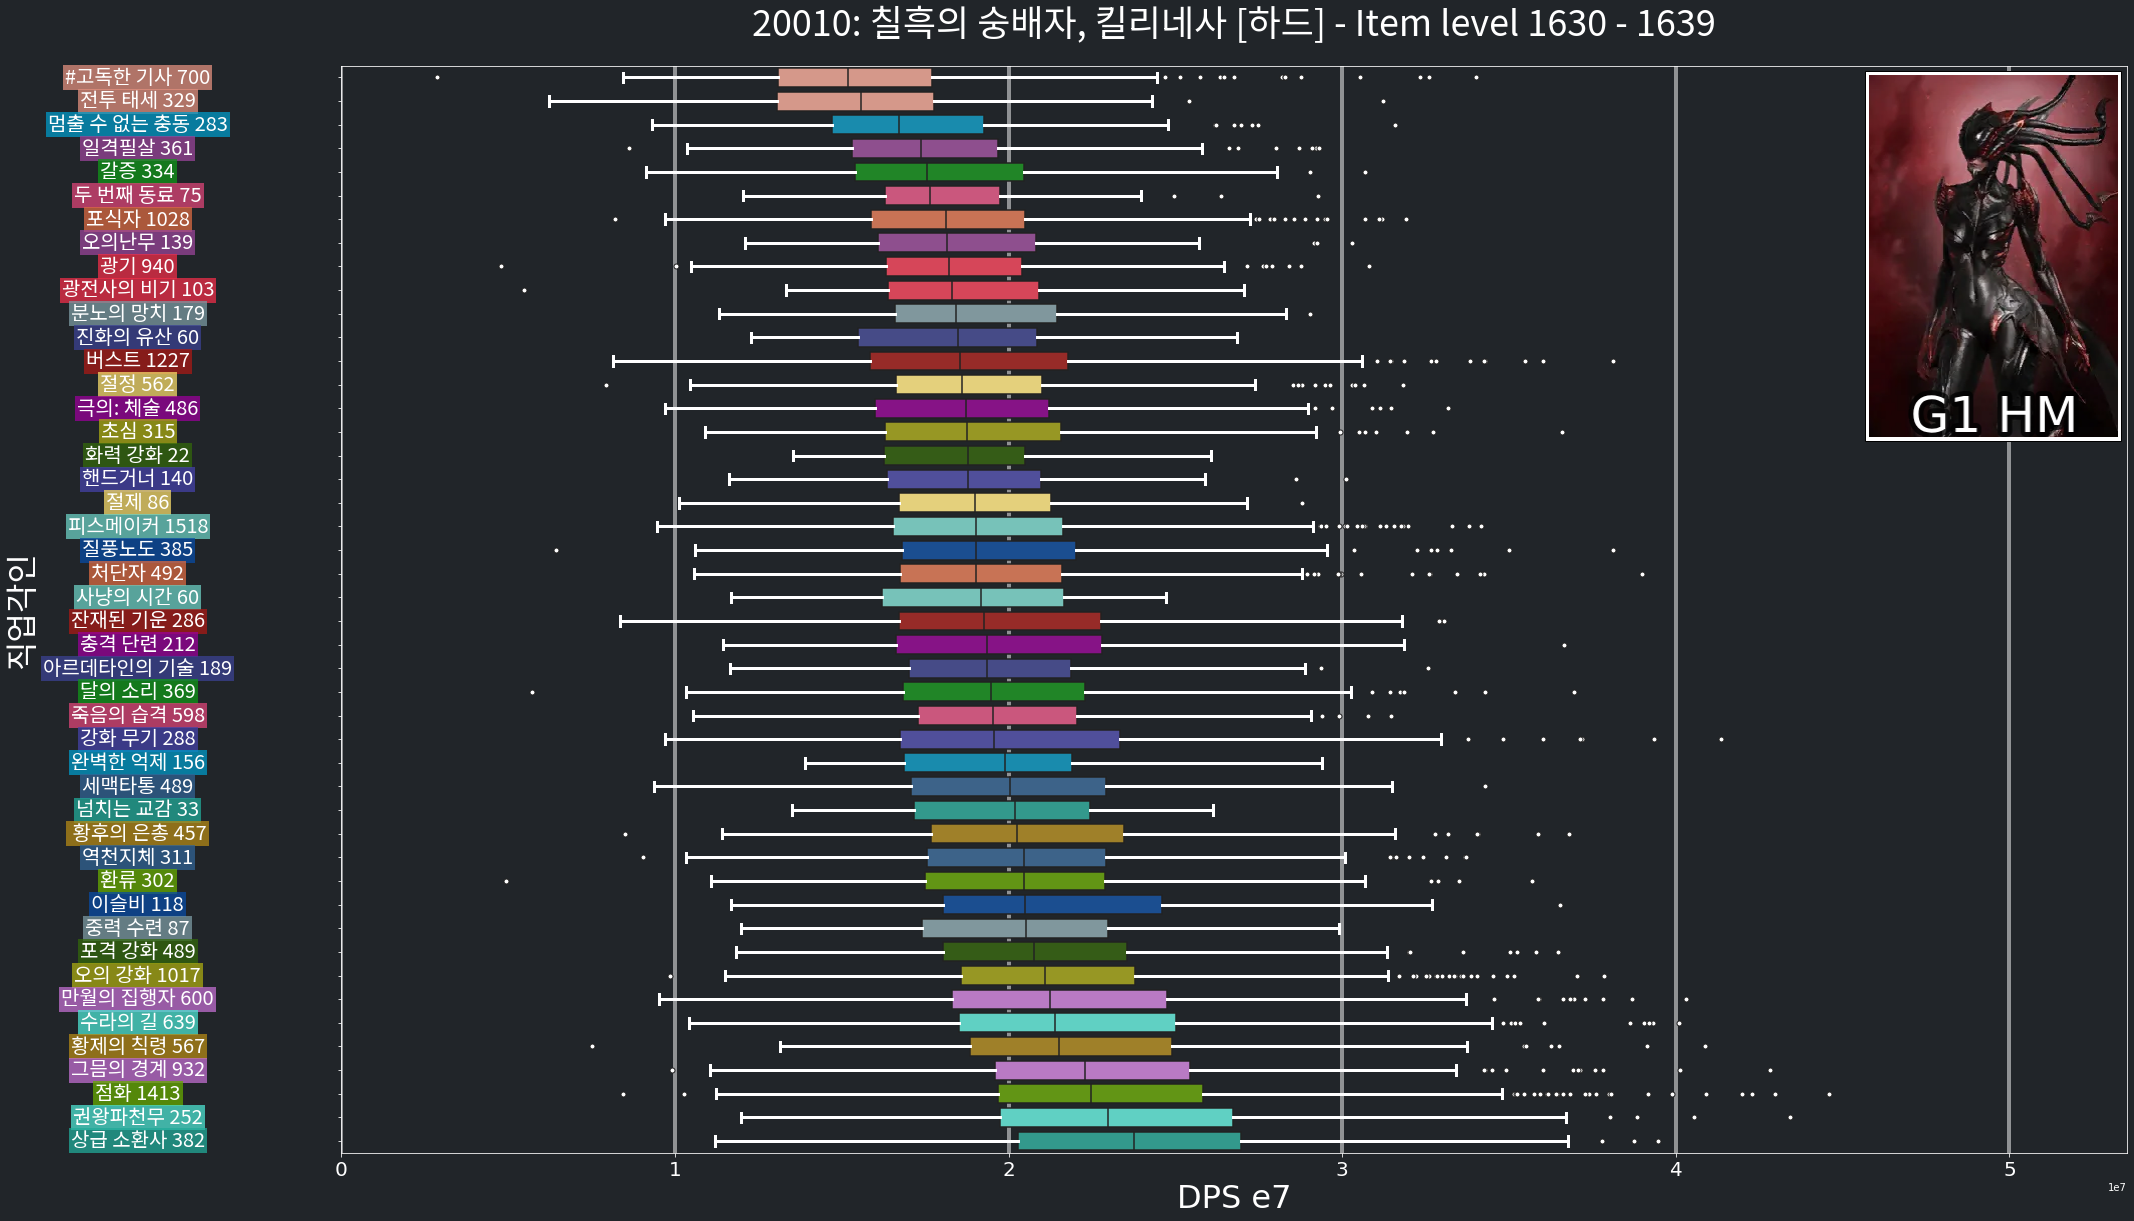 20010: 칠흑의 숭배자, 킬리네사 [하드] - Item level 1630 - 1639
#고독한 기사 700
전투 태세 329
멈출 수 없는 충동 283
일격필살 361
갈증 334
두 번째 동료 75
포식자 1028
오의난무 139
광기 940
광전사의 비기 103
분노의 망치 179
진화의 유산 60
버스트 1227
절정 562
극의: 체술 486
초심 315
화력 강화 22
핸드거너 140
절제 86
피스메이커 1518
질풍노도 385
처단자 492
사냥의 시간 60
잔재된 기운 286
충격 단련 212
아르데타인의 기술 189
달의 소리 369
죽음의 습격 598
강화 무기 288
완벽한 억제 156
세맥타통 489
넘치는 교감 33
황후의 은총 457
역천지체 311
환류 302
이슬비 118
중력 수련 87
포격 강화 489
오의 강화 1017
만월의 집행자 600
수라의 길 639
황제의 칙령 567
그믐의 경계 932
점화 1413
권왕파천무 252
상급 소환사 382
직업각인
G1 HM
0 1 2 3 4 5
1e7
DPS e7